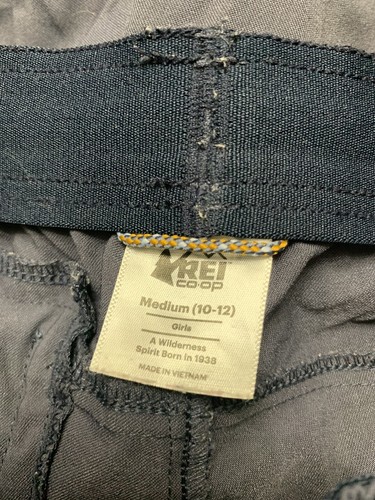 REI
co·op
Medium (10-12)
Girls
A Wilderness
Spirit Born in 1938
MADE IN VIETNAM